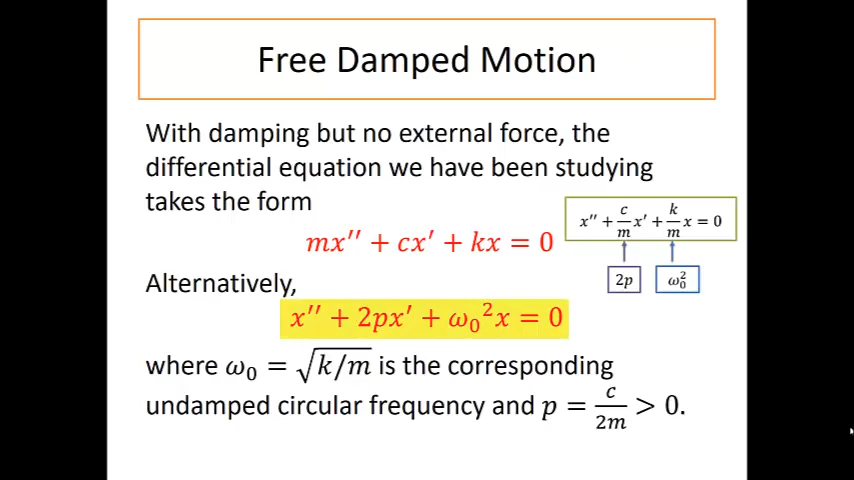 Free Damped Motion
With damping but no external force, the
differential equation we have been studying
takes the form
x′′ + c/m x′ + k/m x = 0
mx′′ + cx′ + kx = 0
2p ω₀²
Alternatively,
x′′ + 2px′ + ω₀²x = 0
where ω₀ = √(k/m) is the corresponding
undamped circular frequency and p = c/2m > 0.